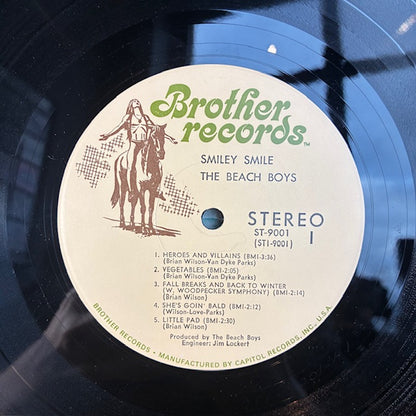 Brother
records™
SMILEY SMILE
THE BEACH BOYS
STEREO
ST-9001
(ST1-9001)
1
1. HEROES AND VILLAINS (BMI-3:36)
(Brian Wilson-Van Dyke Parks)
2. VEGETABLES (BMI-2:05)
(Brian Wilson-Van Dyke Parks)
3. FALL BREAKS AND BACK TO WINTER
(W. WOODPECKER SYMPHONY) (BMI-2:14)
(Brian Wilson)
4. SHE'S GOIN' BALD (BMI-2:12)
(Wilson-Love-Parks)
5. LITTLE PAD (BMI-2:30)
(Brian Wilson)
Produced by The Beach Boys
Engineer: Jim Lockert
BROTHER RECORDS • MANUFACTURED BY CAPITOL RECORDS, INC., U.S.A.